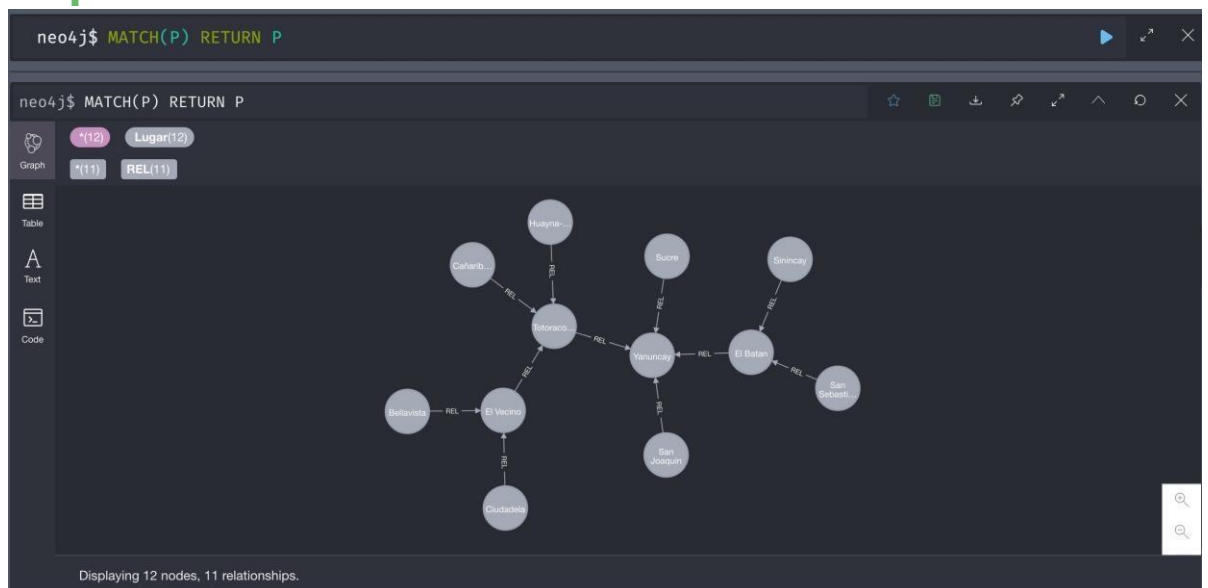 neo4j$ MATCH(P) RETURN P
neo4j$ MATCH(P) RETURN P
Graph
*(12) Lugar(12)
*(11) REL(11)
Table
A
Text
Code
Huayna-...
Cañarib...
Sucre
Sinincay
REL
REL
REL
REL
Totoraco...
REL
Yanuncay
REL
El Batan
REL
San
Sebasti...
REL
Bellavista
REL
El Vecino
REL
San
Joaquin
REL
Ciudadela
Displaying 12 nodes, 11 relationships.